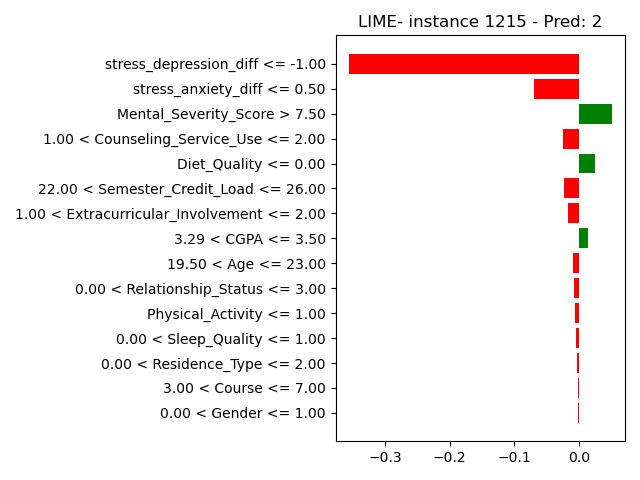 LIME- instance 1215 - Pred: 2
stress_depression_diff <= -1.00
stress_anxiety_diff <= 0.50
Mental_Severity_Score > 7.50
1.00 < Counseling_Service_Use <= 2.00
Diet_Quality <= 0.00
22.00 < Semester_Credit_Load <= 26.00
1.00 < Extracurricular_Involvement <= 2.00
3.29 < CGPA <= 3.50
19.50 < Age <= 23.00
0.00 < Relationship_Status <= 3.00
Physical_Activity <= 1.00
0.00 < Sleep_Quality <= 1.00
0.00 < Residence_Type <= 2.00
3.00 < Course <= 7.00
0.00 < Gender <= 1.00
−0.3 −0.2 −0.1 0.0